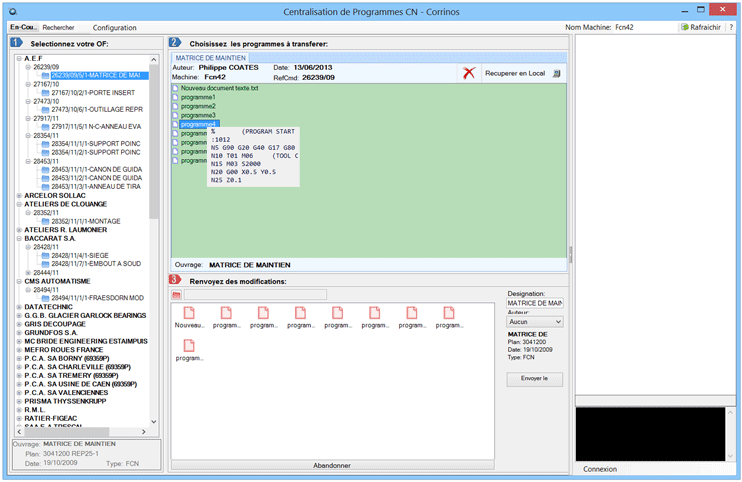 Centralisation de Programmes CN - Corrinos
En-Cou... Rechercher Configuration
Nom Machine: Fcn42 Rafraichir ?
1 Selectionnez votre OF:
A.E.F
26239/09
26239/09/5/1-MATRICE DE MAI
27167/10
27167/10/2/1-PORTE INSERT
27473/10
27473/10/6/1-OUTILLAGE REPR
27917/11
27917/11/5/1 N-C-ANNEAU EVA
28354/11
28354/11/1/1-SUPPORT POINC
28354/11/2/1-SUPPORT POINC
28453/11
28453/11/1/1-CANON DE GUIDA
28453/11/2/1-CANON DE GUIDA
28453/11/3/1-ANNEAU DE TIRA
ARCELOR SOLLAC
ATELIERS DE CLOUANGE
28352/11
28352/11/1/1-MONTAGE
ATELIERS R. LAUMONIER
BACCARAT S.A.
28428/11
28428/11/4/1-SIEGE
28428/11/7/1-EMBOUT A SOUD
28444/11
CMS AUTOMATISME
28494/11
28494/11/1/1-FRAESDORN MOD
DATATECHNIC
G.G.B. GLACIER GARLOCK BEARINGS
GRIS DECOUPAGE
GRUNDFOS S.A.
MC BRIDE ENGINEERING ESTAIMPUIS
MEFRO ROUES FRANCE
P.C.A. SA BORNY (69359P)
P.C.A. SA CHARLEVILLE (69359P)
P.C.A. SA TREMERY (69359P)
P.C.A. SA USINE DE CAEN (69359P)
P.C.A. SA VALENCIENNES
PRISMA THYSSENKRUPP
R.M.L.
RATIER-FIGEAC
SAA E A TRESCAL
Ouvrage: MATRICE DE MAINTIEN
Plan: 3041200 REP25-1
Date: 19/10/2009 Type: FCN
2 Choisissez les programmes à transferer:
MATRICE DE MAINTIEN
Auteur: Philippe COATES Date: 13/06/2013
Machine: Fcn42 RefCmd: 26239/09
Recuperer en Local
Nouveau document texte.txt
programme1
programme2
programme3
programme4
programm
programm
programm
programm
% (PROGRAM START
:1012
N5 G90 G20 G40 G17 G80
N10 T01 M06 (TOOL C
N15 M03 S2000
N20 G00 X0.5 Y0.5
N25 Z0.1
Ouvrage: MATRICE DE MAINTIEN
3 Renvoyez des modifications:
Nouveau... program... program... program... program... program... program... program...
program...
Designation:
MATRICE DE MAIN
Auteur:
Aucun
MATRICE DE
Plan: 3041200
Date: 19/10/2009
Type: FCN
Envoyer le
Abandonner
Connexion